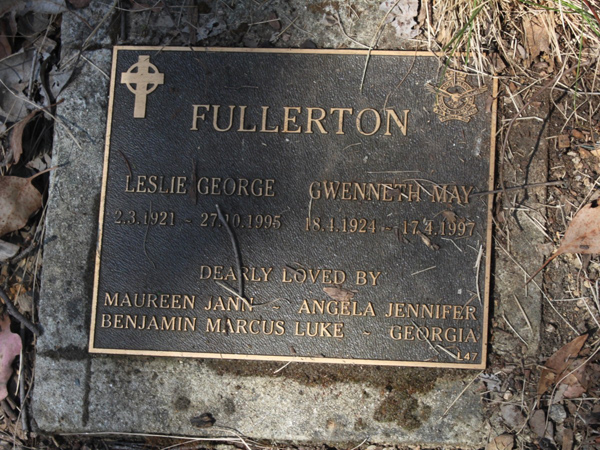 FULLERTON
LESLIE GEORGE GWENNETH MAY
2.3.1921 ~ 27.10.1995 18.4.1924 ~ 17.4.1997
DEARLY LOVED BY
MAUREEN JANN ~ ANGELA JENNIFER
BENJAMIN MARCUS LUKE ~ GEORGIA
L47